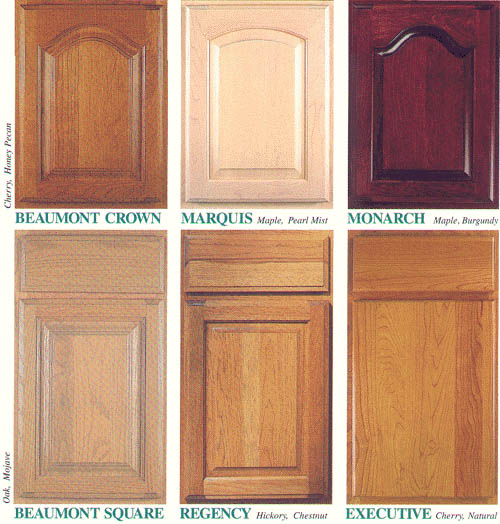 Cherry, Honey Pecan
BEAUMONT CROWN
MARQUIS Maple, Pearl Mist
MONARCH Maple, Burgundy
Oak, Mojave
BEAUMONT SQUARE
REGENCY Hickory, Chestnut
EXECUTIVE Cherry, Natural